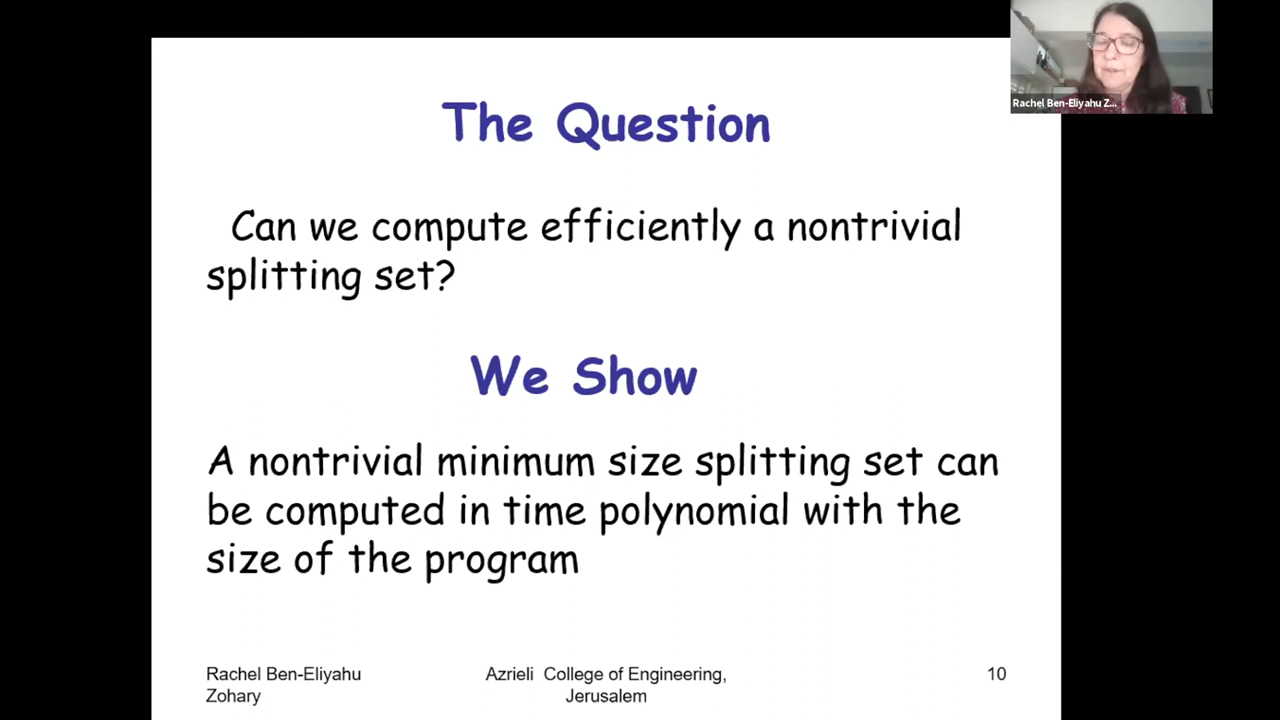 Rachel Ben-Eliyahu Z...
The Question
Can we compute efficiently a nontrivial
splitting set?
We Show
A nontrivial minimum size splitting set can
be computed in time polynomial with the
size of the program
Rachel Ben-Eliyahu
Zohary
Azrieli College of Engineering,
Jerusalem
10